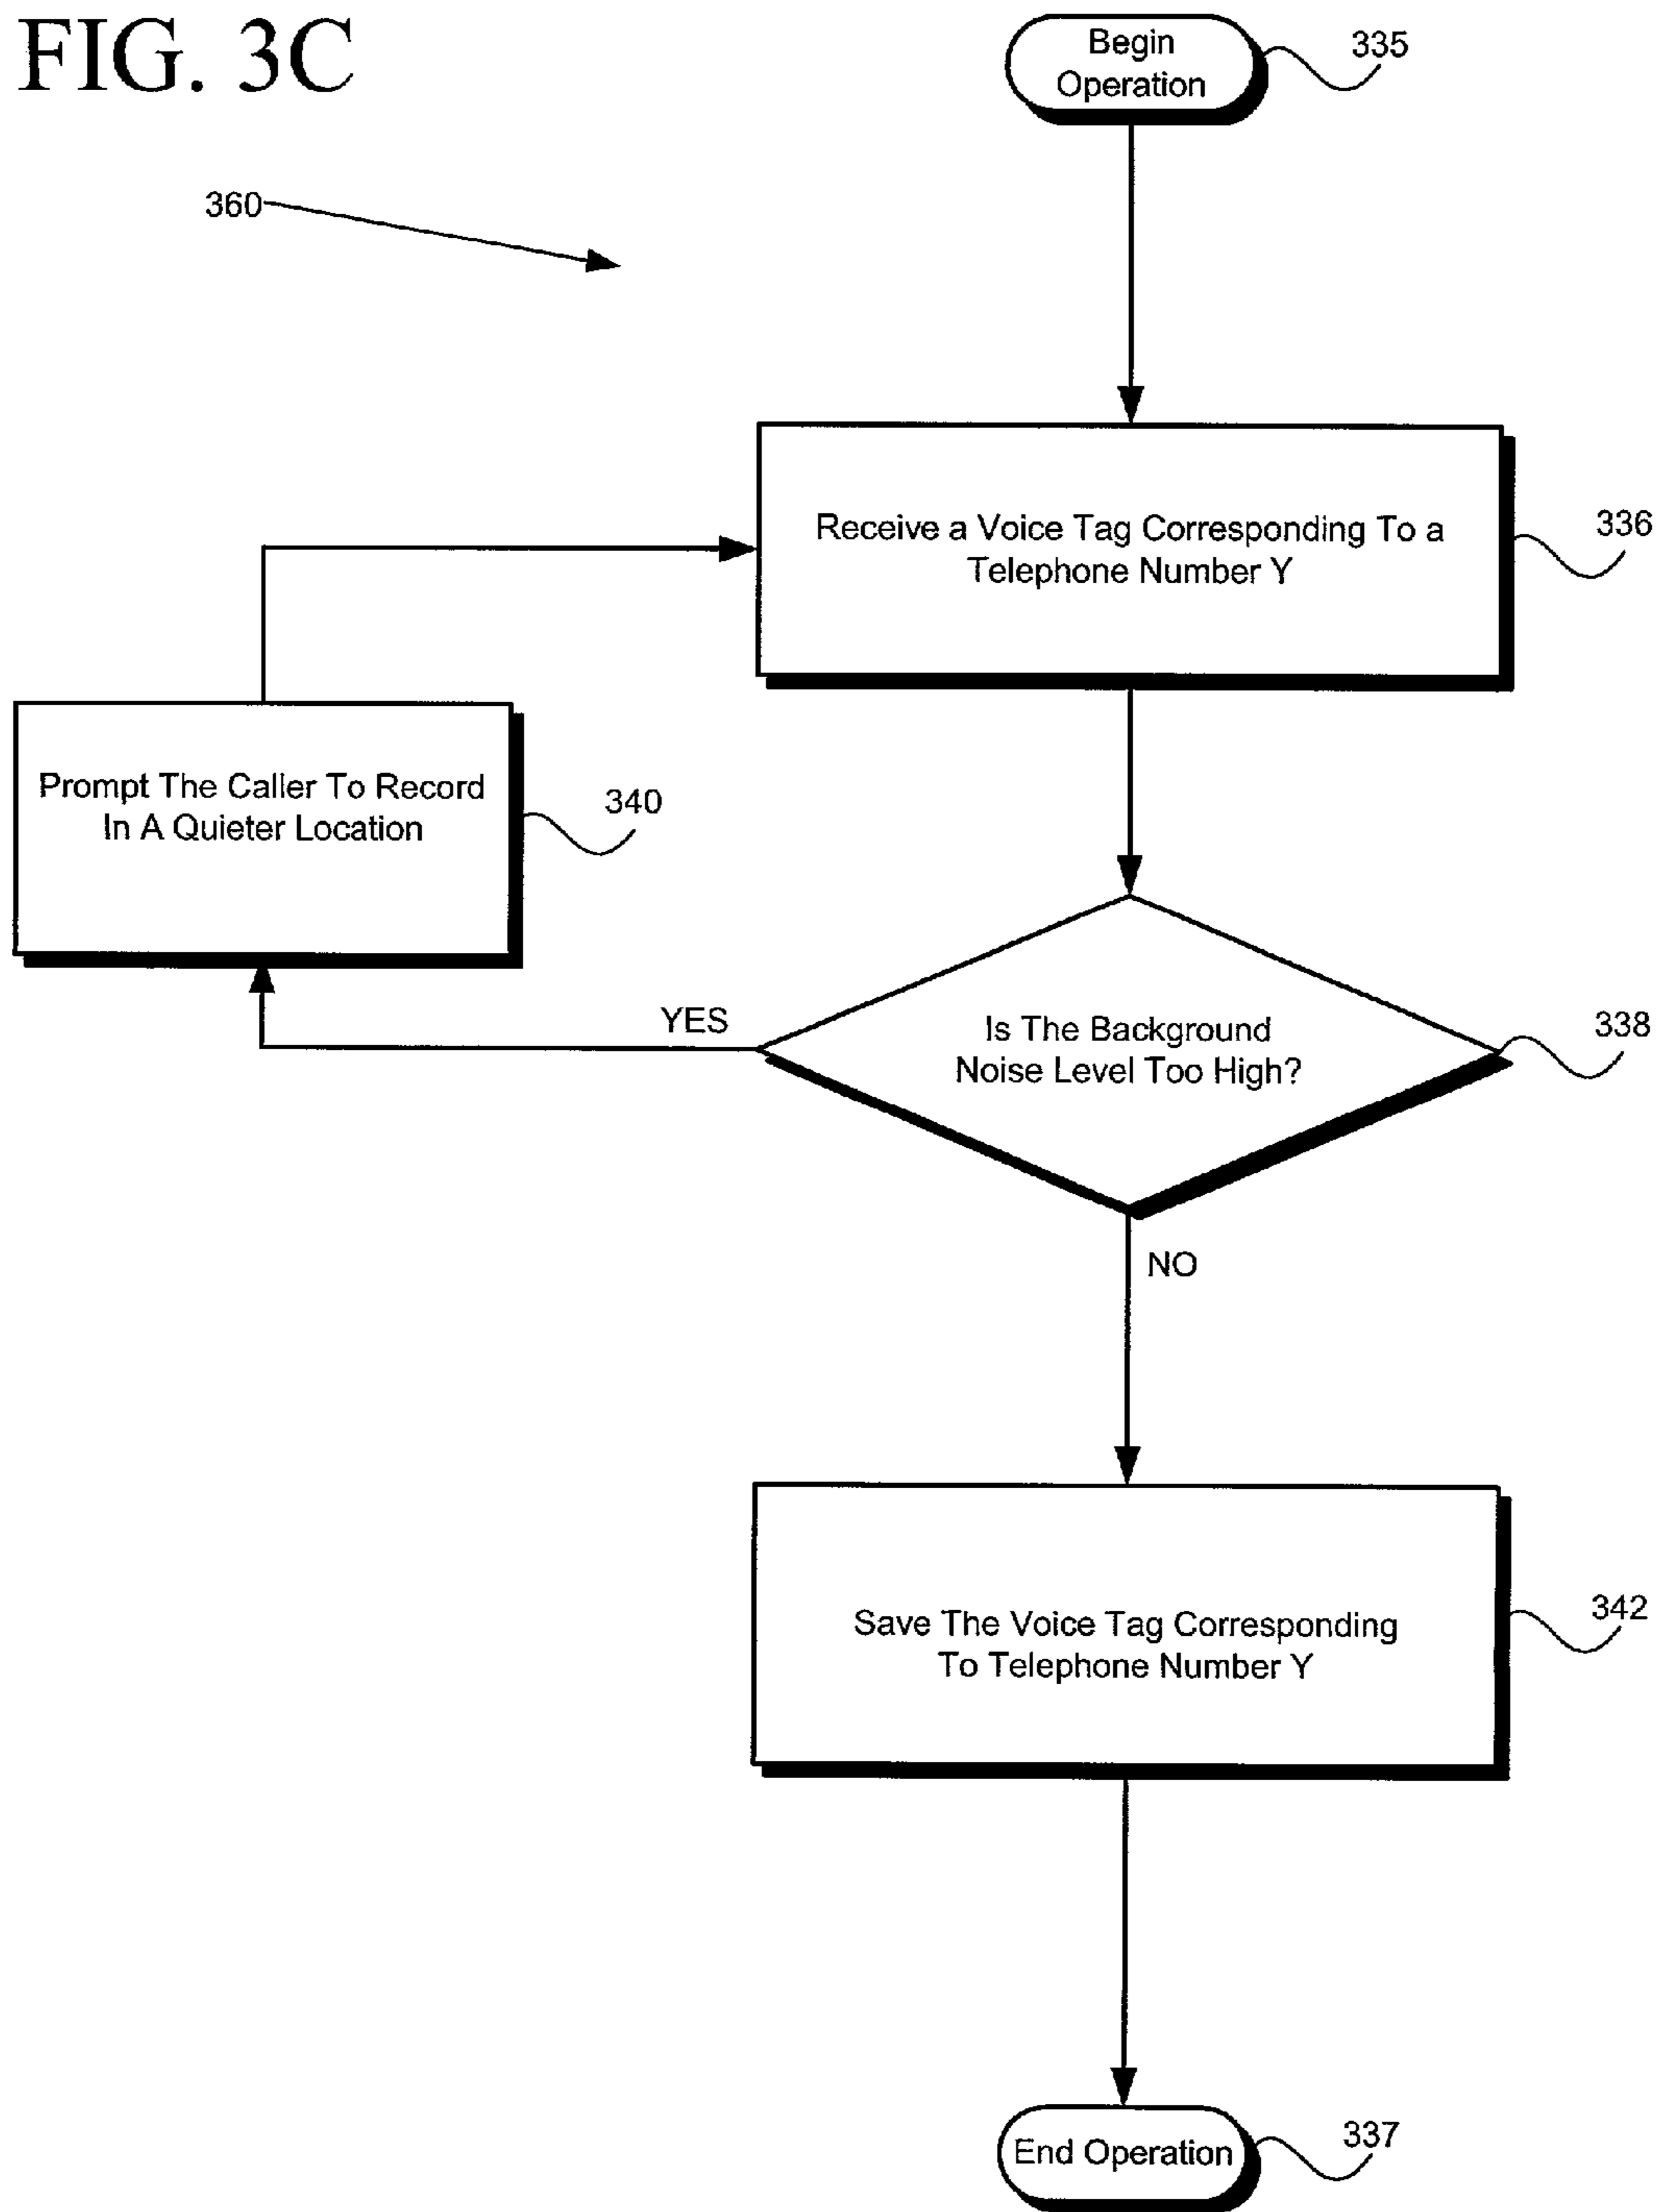 FIG. 3C
Begin
Operation
335
360
Receive a Voice Tag Corresponding To a
Telephone Number Y
336
Prompt The Caller To Record
In A Quieter Location
340
YES
Is The Background
Noise Level Too High?
338
NO
Save The Voice Tag Corresponding
To Telephone Number Y
342
End Operation
337